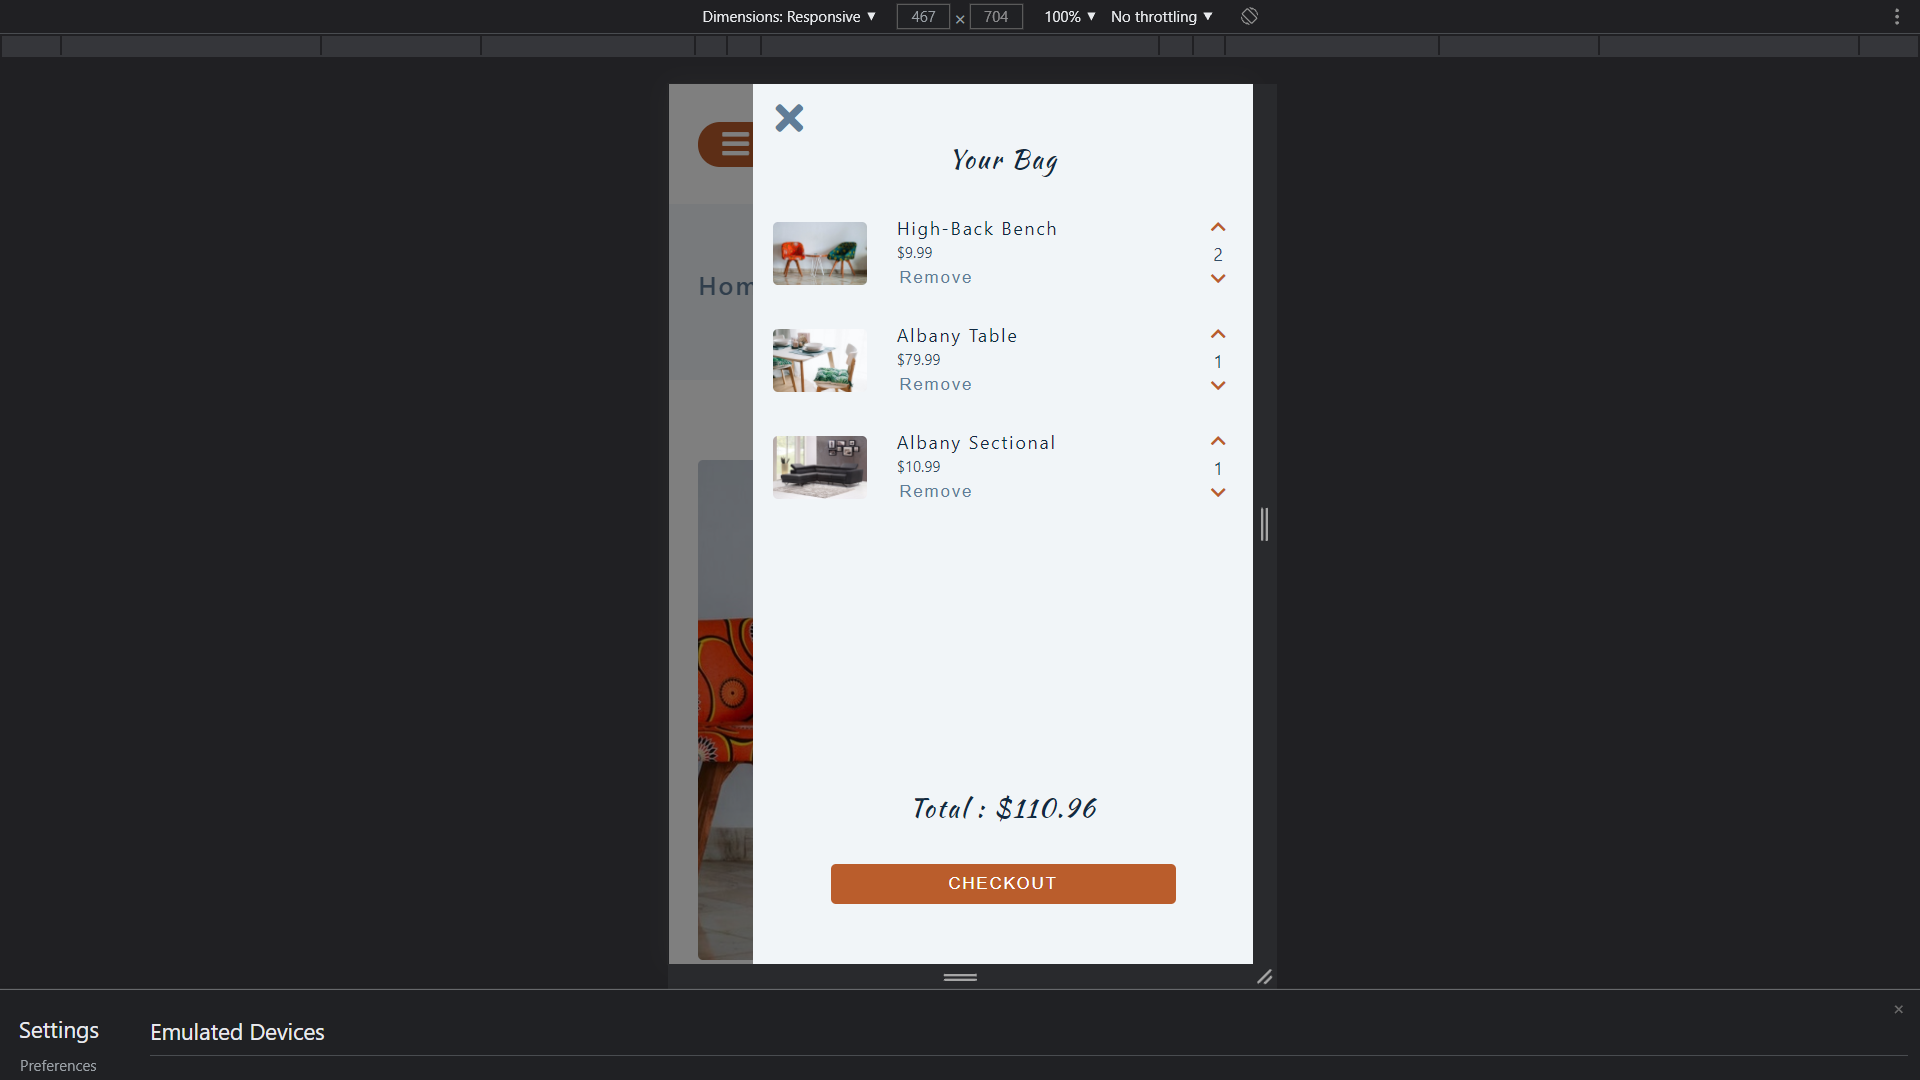 Dimensions: Responsive ▼ 467 × 704 100% ▼ No throttling ▼
Your Bag
High-Back Bench
$9.99
2
Remove
Hom
Albany Table
$79.99
1
Remove
Albany Sectional
$10.99
1
Remove
Total : $110.96
CHECKOUT
Settings
Emulated Devices
Preferences